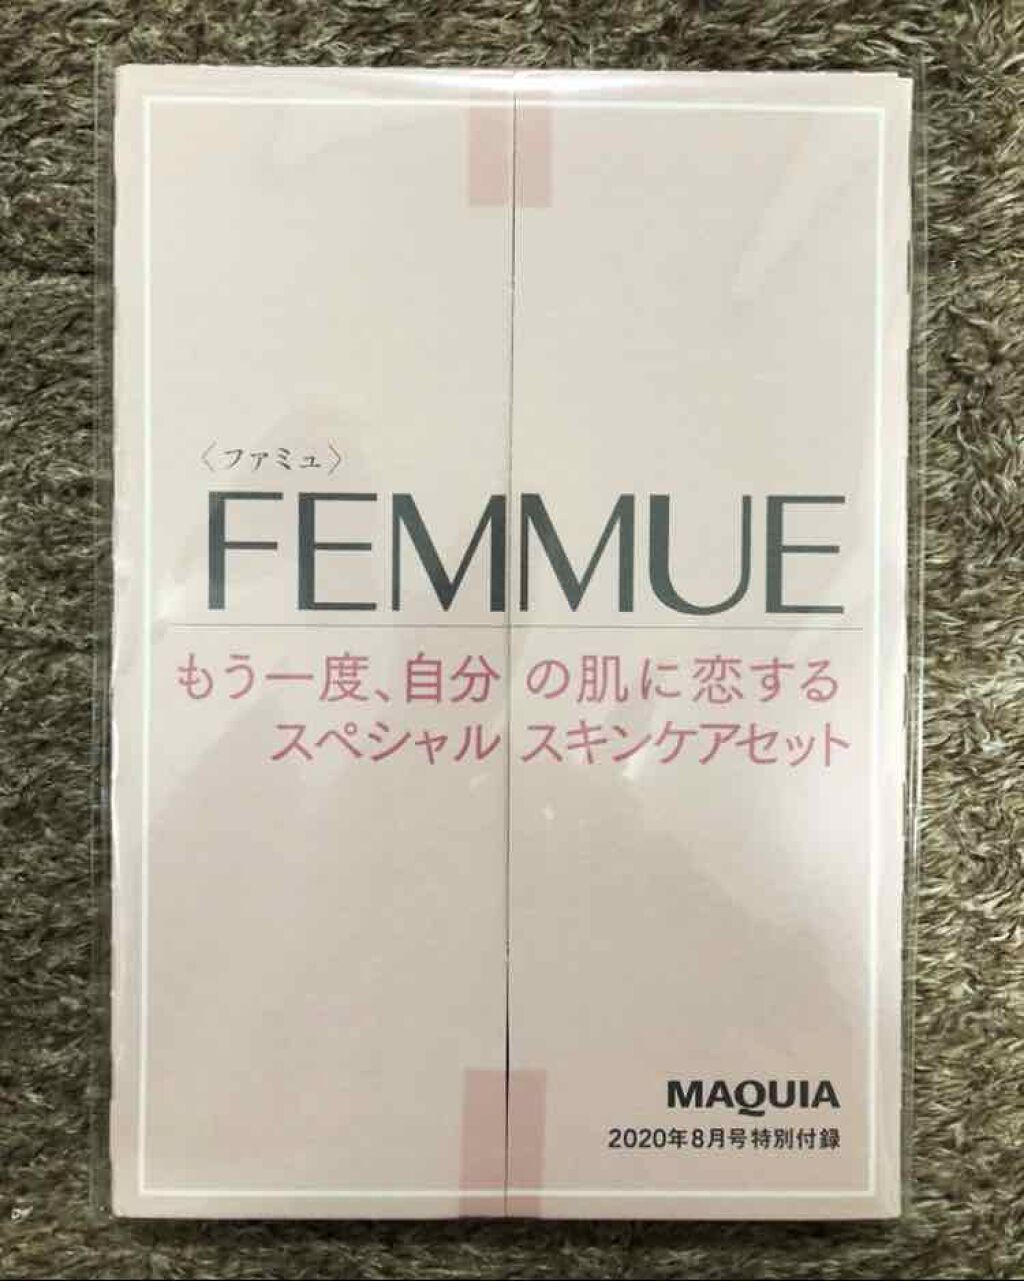 〈ファミュ〉
FEMMUE
もう一度、自分の肌に恋する
スペシャルスキンケアセット
MAQUIA
2020年8月号特別付録